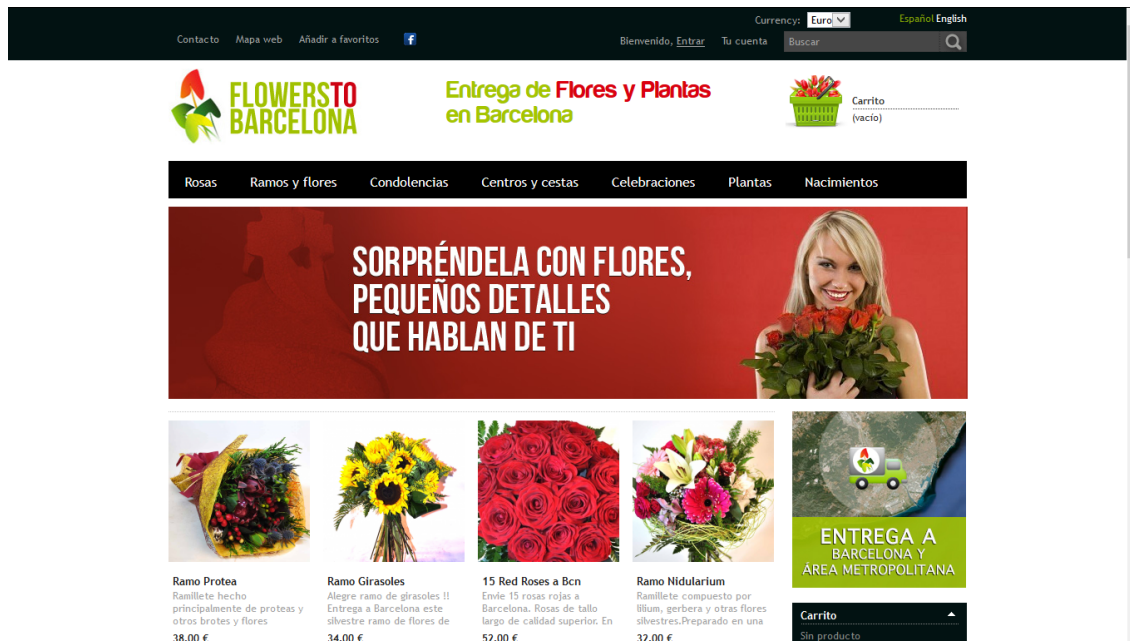 Currency: Euro Español English
Contacto Mapa web Añadir a favoritos f Bienvenido, Entrar Tu cuenta Buscar
FLOWERSTO
BARCELONA
Entrega de Flores y Plantas
en Barcelona
Carrito
(vacío)
Rosas Ramos y flores Condolencias Centros y cestas Celebraciones Plantas Nacimientos
SORPRÉNDELA CON FLORES,
PEQUEÑOS DETALLES
QUE HABLAN DE TI
ENTREGA A
BARCELONA Y
ÁREA METROPOLITANA
Ramo Protea
Ramillete hecho
principalmente de proteas y
otros brotes y flores
38,00 €
Ramo Girasoles
Alegre ramo de girasoles !!
Entrega a Barcelona este
silvestre ramo de flores de
34,00 €
15 Red Roses a Bcn
Envie 15 rosas rojas a
Barcelona. Rosas de tallo
largo de calidad superior. En
52,00 €
Ramo Nidularium
Ramillete compuesto por
lilium, gerbera y otras flores
silvestres.Preparado en una
32,00 €
Carrito
Sin producto